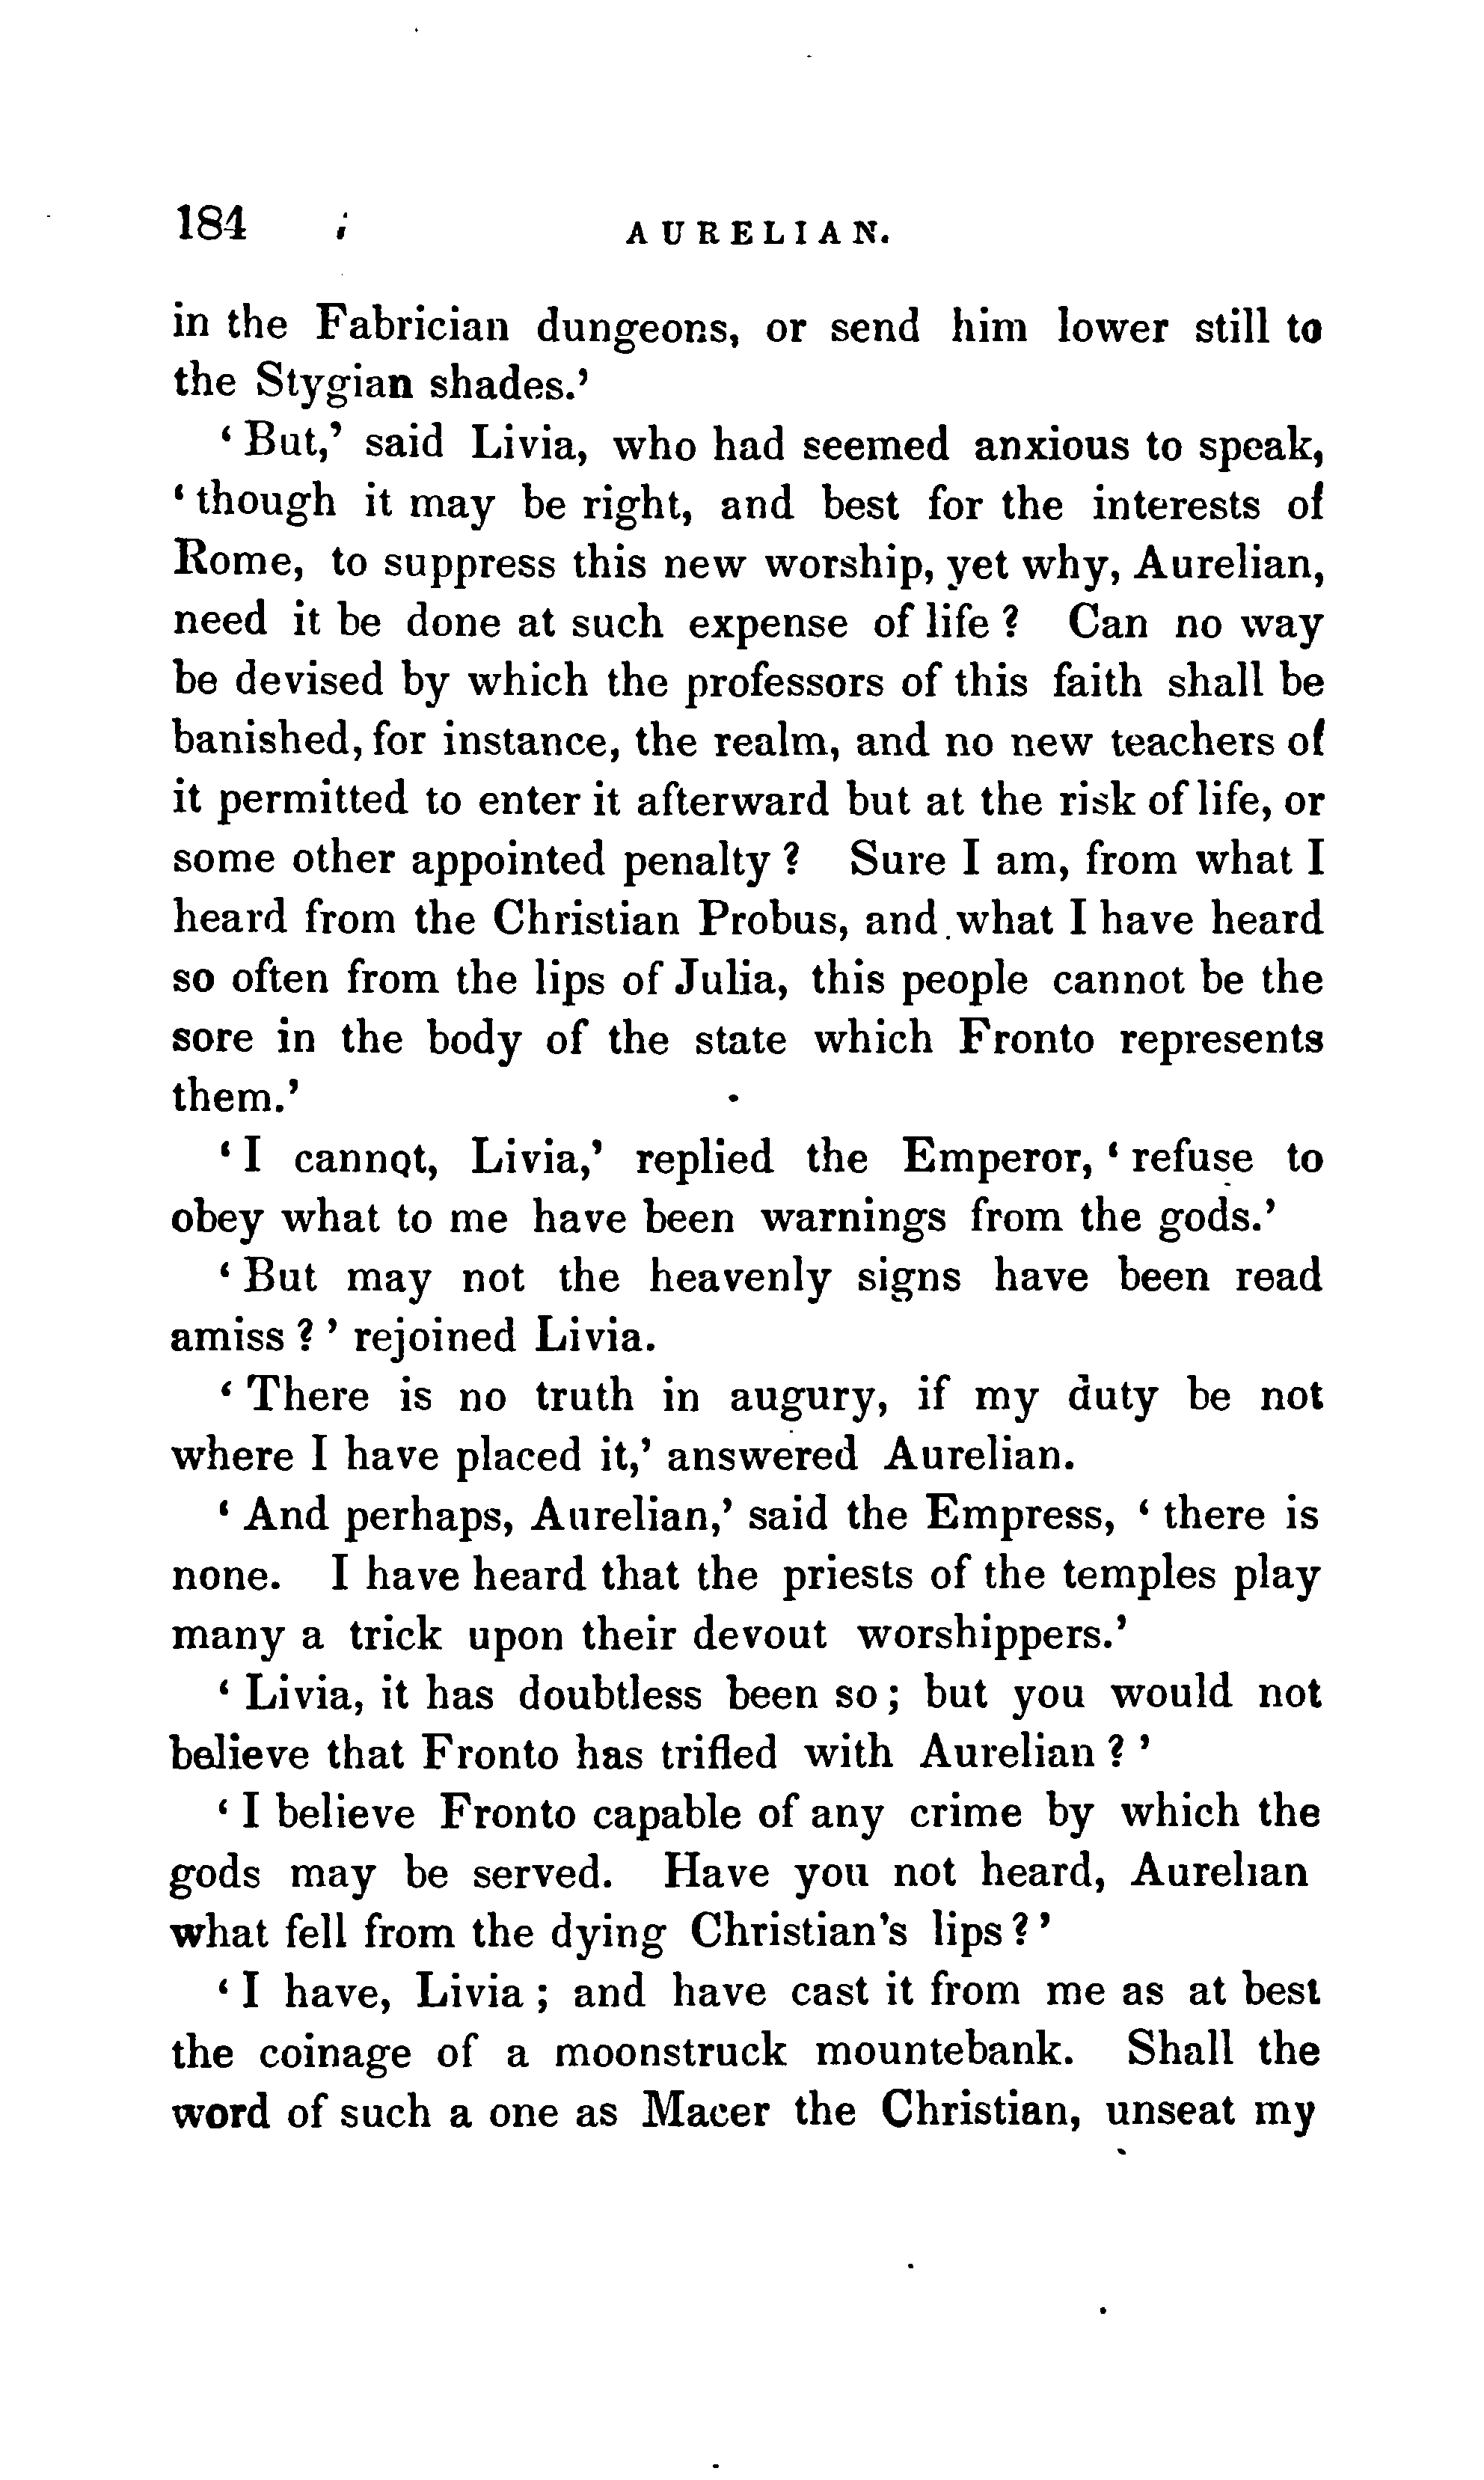 184 AURELIAN.
in the Fabrician dungeons, or send him lower still to
the Stygian shades.’
‘But,’ said Livia, who had seemed anxious to speak,
‘though it may be right, and best for the interests of
Rome, to suppress this new worship, yet why, Aurelian,
need it be done at such expense of life? Can no way
be devised by which the professors of this faith shall be
banished, for instance, the realm, and no new teachers of
it permitted to enter it afterward but at the risk of life, or
some other appointed penalty? Sure I am, from what I
heard from the Christian Probus, and what I have heard
so often from the lips of Julia, this people cannot be the
sore in the body of the state which Fronto represents
them.’
‘I cannot, Livia,’ replied the Emperor, ‘refuse to
obey what to me have been warnings from the gods.’
‘But may not the heavenly signs have been read
amiss?’ rejoined Livia.
‘There is no truth in augury, if my duty be not
where I have placed it,’ answered Aurelian.
‘And perhaps, Aurelian,’ said the Empress, ‘there is
none. I have heard that the priests of the temples play
many a trick upon their devout worshippers.’
‘Livia, it has doubtless been so; but you would not
believe that Fronto has trifled with Aurelian?’
‘I believe Fronto capable of any crime by which the
gods may be served. Have you not heard, Aurelian
what fell from the dying Christian's lips?’
‘I have, Livia; and have cast it from me as at best
the coinage of a moonstruck mountebank. Shall the
word of such a one as Macer the Christian, unseat my